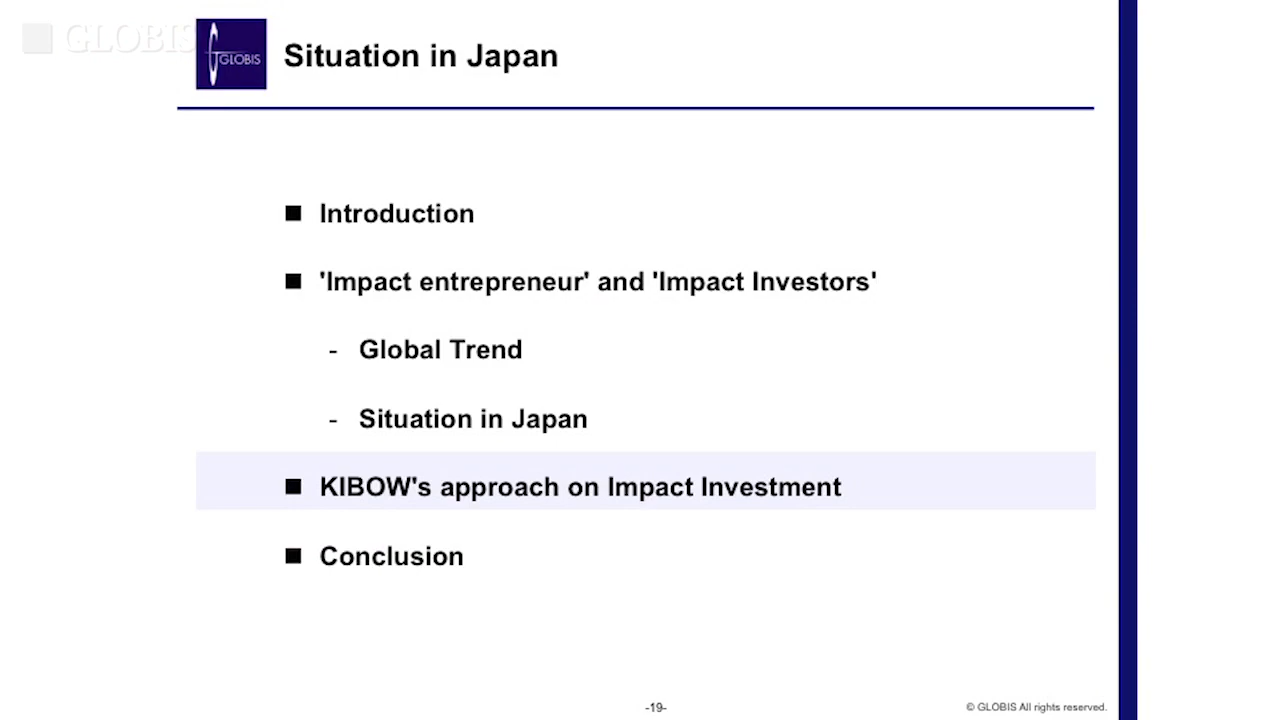 GLOBIS
GLOBIS
Situation in Japan
■ Introduction
■ 'Impact entrepreneur' and 'Impact Investors'
- Global Trend
- Situation in Japan
■ KIBOW's approach on Impact Investment
■ Conclusion
-19-
© GLOBIS All rights reserved.